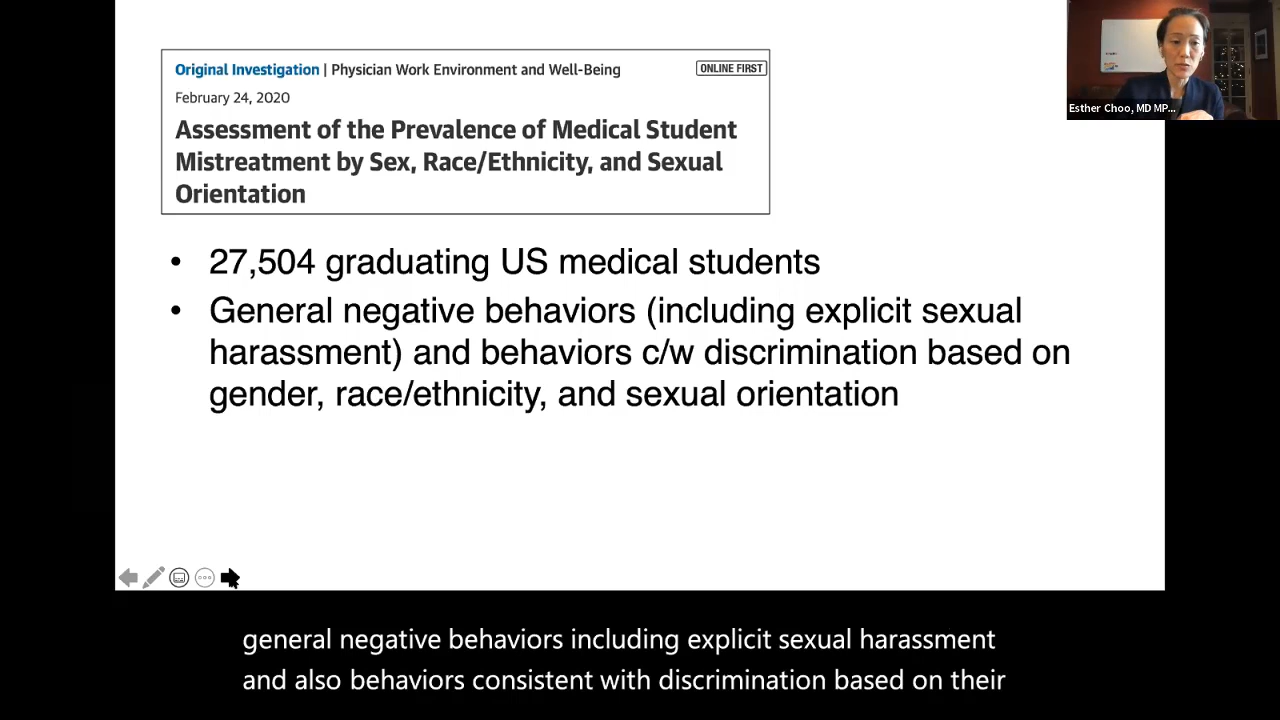 Original Investigation | Physician Work Environment and Well-Being
ONLINE FIRST
February 24, 2020
Assessment of the Prevalence of Medical Student
Mistreatment by Sex, Race/Ethnicity, and Sexual
Orientation
Esther Choo, MD MP...
• 27,504 graduating US medical students
• General negative behaviors (including explicit sexual
harassment) and behaviors c/w discrimination based on
gender, race/ethnicity, and sexual orientation
general negative behaviors including explicit sexual harassment
and also behaviors consistent with discrimination based on their